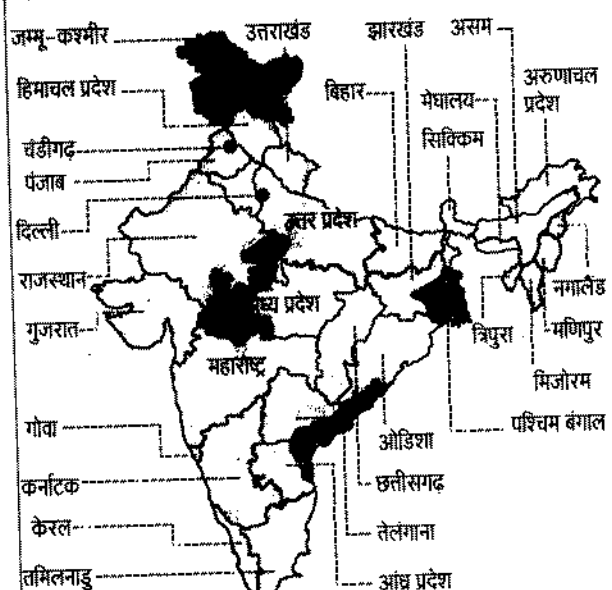 जम्मू-कश्मीर
उत्तराखंड
झारखंड
असम
हिमाचल प्रदेश
बिहार
मेघालय
अरुणाचल
प्रदेश
चंडीगढ़
सिक्किम
पंजाब
दिल्ली
उत्तर प्रदेश
राजस्थान
मध्य प्रदेश
नगालैंड
गुजरात
त्रिपुरा
मणिपुर
महाराष्ट्र
मिजोरम
गोवा
ओडिशा
पश्चिम बंगाल
कर्नाटक
छत्तीसगढ़
केरल
तेलंगाना
तमिलनाडु
आंध्र प्रदेश